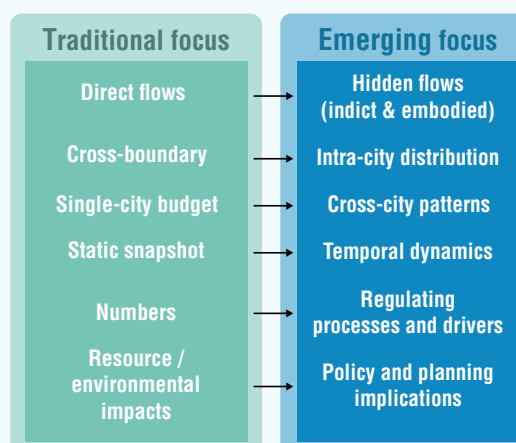 Traditional focus
Direct flows
Cross-boundary
Single-city budget
Static snapshot
Numbers
Resource /
environmental
impacts
Emerging focus
Hidden flows
(indict & embodied)
Intra-city distribution
Cross-city patterns
Temporal dynamics
Regulating
processes and drivers
Policy and planning
implications